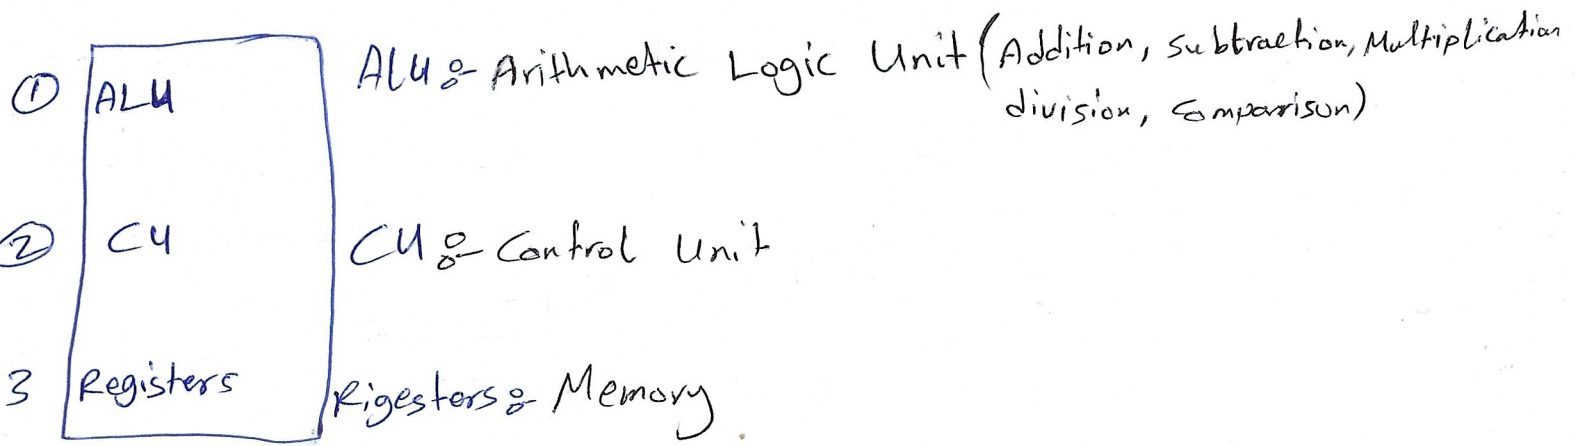 ① ALU ALU :- Arithmetic Logic Unit (Addition, Subtraction, Multiplication
division, Comparrison)
② CU CU :- Control Unit
3 Registers Rigesters :- Memory